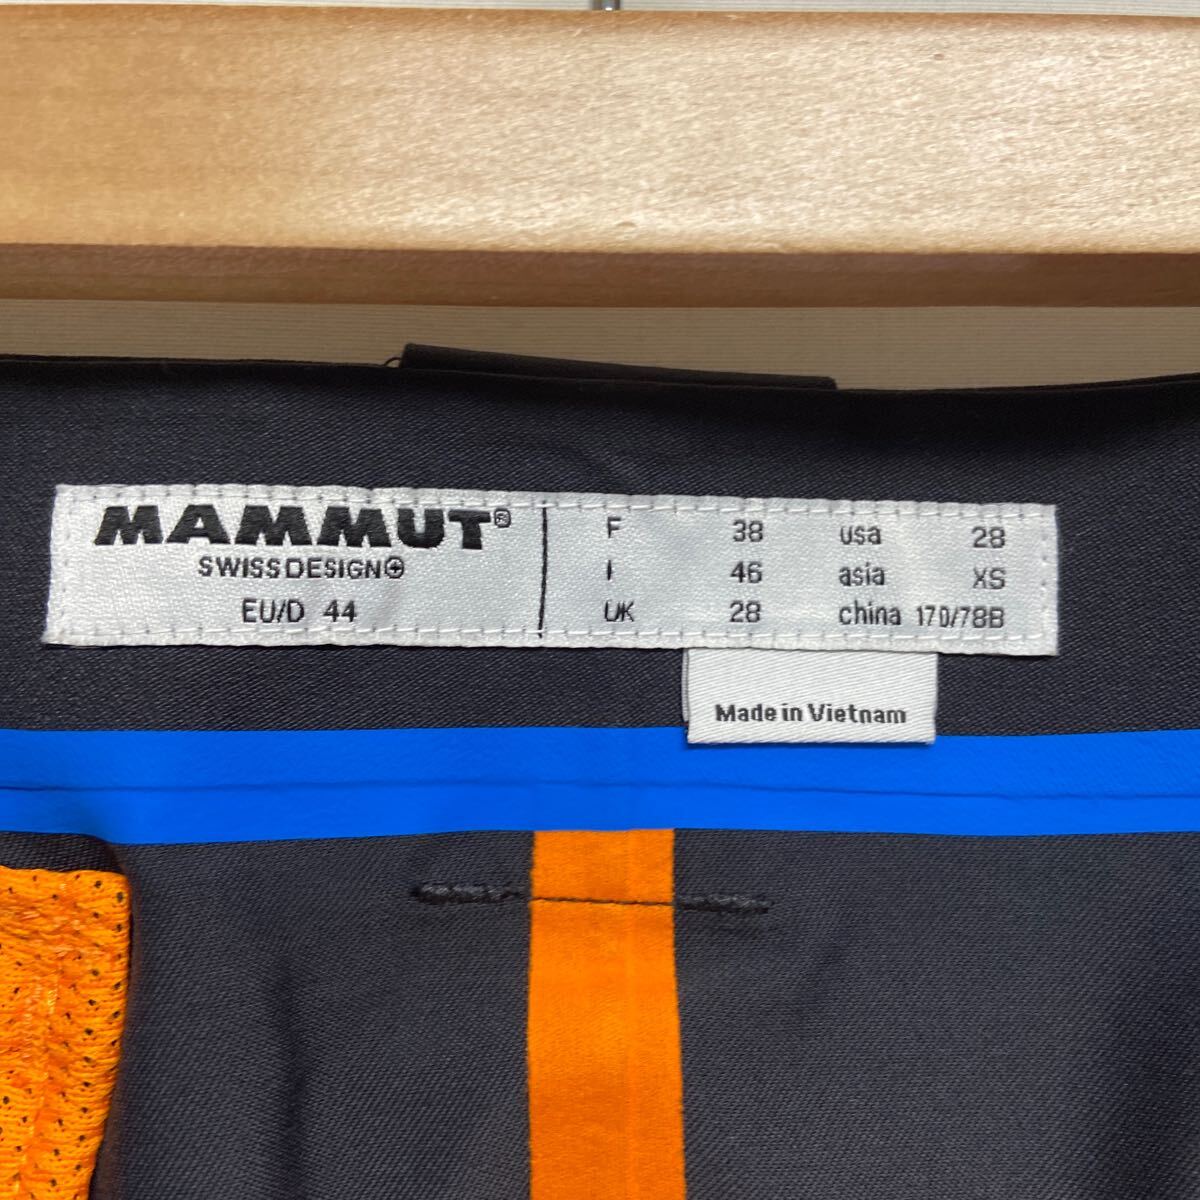 MAMMUT®
SWISS DESIGN
EU/D 44
F 38 usa 28
I 46 asia XS
UK 28 china 170/78B
Made in Vietnam